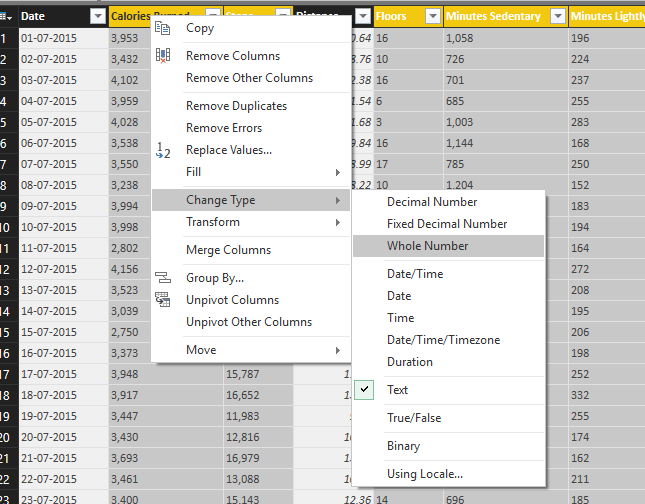 Date Calories Burned Steps Distance Floors Minutes Sedentary Minutes Lightly
1 01-07-2015 3,953 0.64 16 1,058 196
2 02-07-2015 3,432 8.76 10 726 224
3 03-07-2015 4,102 2.38 16 701 237
4 04-07-2015 3,959 1.54 6 685 255
5 05-07-2015 4,028 1.68 3 1,003 283
6 06-07-2015 3,538 9.84 16 1,144 168
7 07-07-2015 3,550 8.99 17 785 250
8 08-07-2015 3,238 8.22 10 1,204 152
9 09-07-2015 3,994 183
10 10-07-2015 3,998 194
11 11-07-2015 2,802 164
12 12-07-2015 4,156 272
13 13-07-2015 3,523 208
14 14-07-2015 3,039 195
15 15-07-2015 2,750 206
16 16-07-2015 3,373 198
17 17-07-2015 3,948 15,787 252
18 18-07-2015 3,917 16,652 332
19 19-07-2015 3,447 11,983 255
20 20-07-2015 3,430 12,816 174
21 21-07-2015 3,693 16,979 162
22 22-07-2015 3,461 13,088 211
23 23-07-2015 3,400 15,143 12.36 14 696 185
Copy
Remove Columns
Remove Other Columns
Remove Duplicates
Remove Errors
Replace Values...
Fill
Change Type
Transform
Merge Columns
Group By...
Unpivot Columns
Unpivot Other Columns
Move
Decimal Number
Fixed Decimal Number
Whole Number
Date/Time
Date
Time
Date/Time/Timezone
Duration
Text
True/False
Binary
Using Locale...